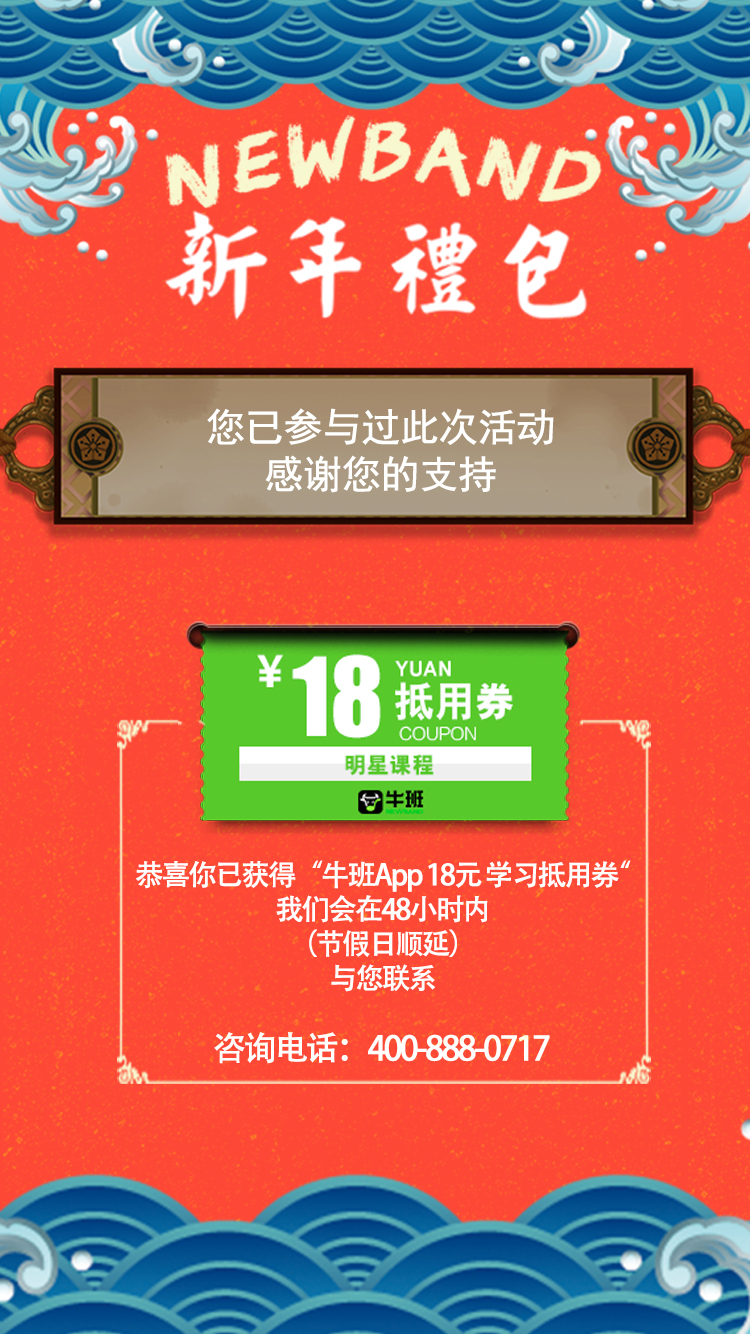 NEWBAND
新年禮包
您已参与过此次活动
感谢您的支持
¥18 YUAN
抵用券
COUPON
明星课程
牛班
NEWBAND
恭喜你已获得“牛班App 18元 学习抵用券“
我们会在48小时内
（节假日顺延）
与您联系
咨询电话：400-888-0717